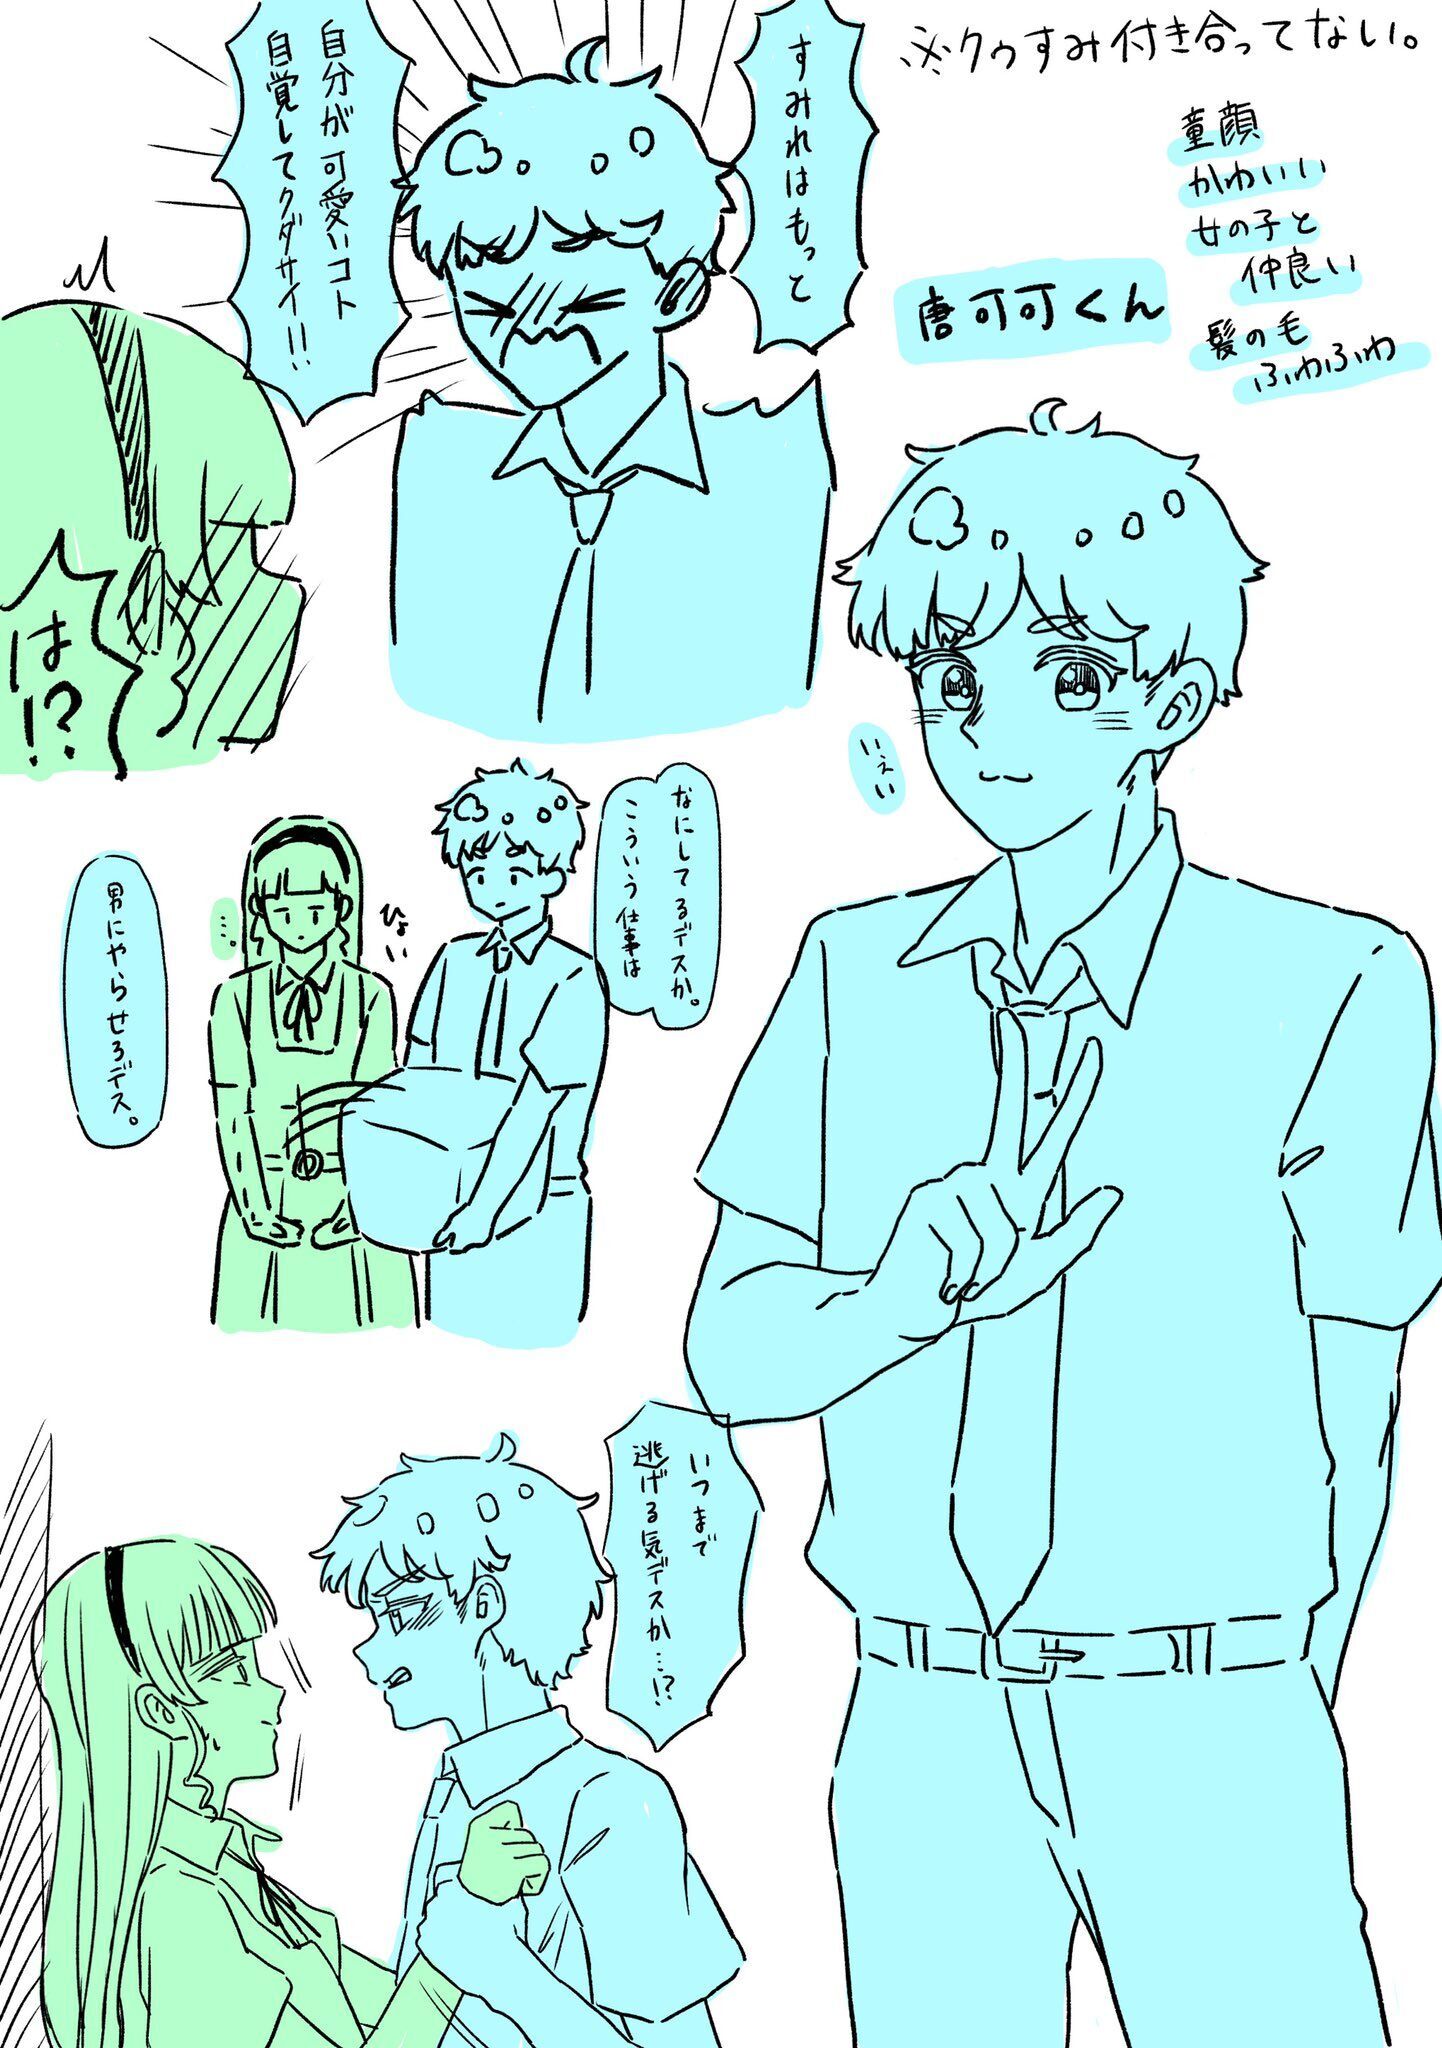 ※クゥすみ付き合ってない。
童顔
かわいい
女の子と
仲良い
髪の毛
ふわふわ
唐可可くん
いぇい
すみれはもっと
自分が可愛いコト
自覚してクダサイ!!
は!?
なにしてるデスか。
こういう仕事は
ひょい
…。
男にやらせろデス。
いつまで
逃げる気デスか…!?